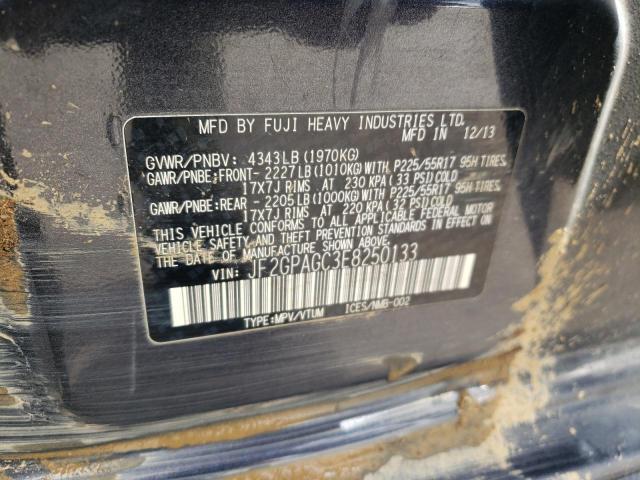 MFD BY FUJI HEAVY INDUSTRIES LTD.
MFD IN 12/13
GVWR/PNBV: 4343LB (1970KG)
GAWR/PNBE:FRONT- 2227LB(1010KG)WITH P225/55R17 95H TIRES,
17X7J RIMS AT 230 KPA(33 PSI)COLD
GAWR/PNBE:REAR - 2205LB(1000KG)WITH P225/55R17 95H TIRES,
17X7J RIMS AT 220 KPA(32 PSI)COLD
THIS VEHICLE CONFORMS TO ALL APPLICABLE FEDERAL MOTOR
VEHICLE SAFETY AND THEFT PREVENTION STANDARDS IN EFFECT ON
THE DATE OF MANUFACTURE SHOWN ABOVE.
VIN: JF2GPAGC3F8250133
TYPE:MPV/VTUM ICES/NMB-002